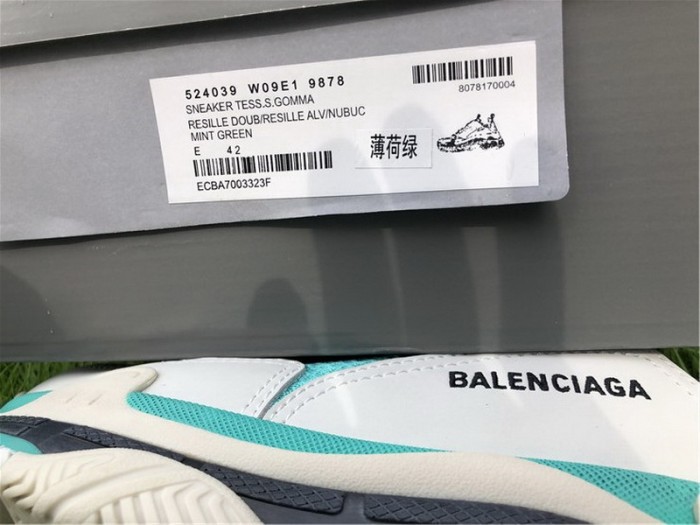 524039 W09E1 9878
SNEAKER TESS.S.GOMMA
RESILLE DOUB/RESILLE ALV/NUBUC
MINT GREEN
E 42
ECBA7003323F
8078170004
薄荷绿
BALENCIAGA